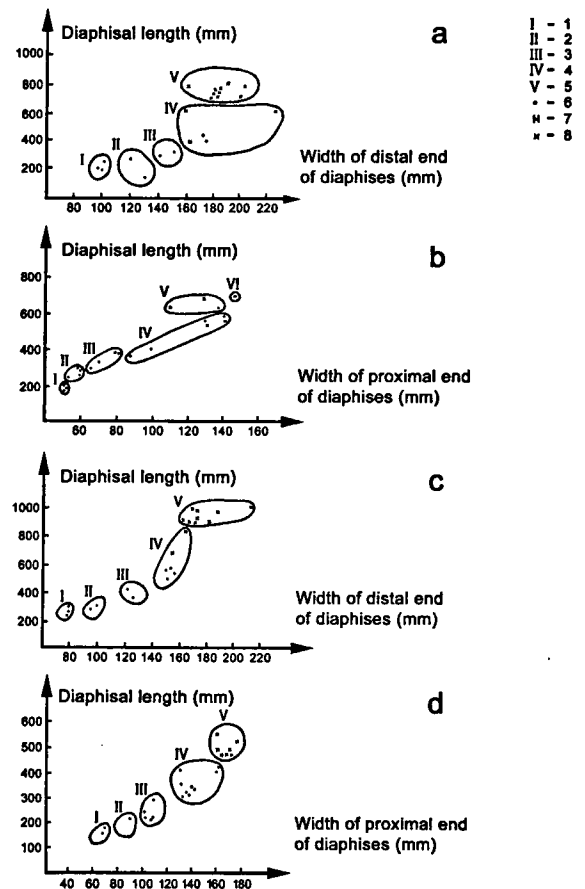 Diaphisal length (mm)
a
1000
800
600
400
200
I
II
III
IV
V
80 100 120 140 160 180 200 220
Width of distal end
of diaphises (mm)
I - 1
II - 2
III - 3
IV - 4
V - 5
- 6
- 7
- 8
Diaphisal length (mm)
b
800
600
400
200
I
II
III
IV
V
VI
60 80 100 120 140 160
Width of proximal end
of diaphises (mm)
Diaphisal length (mm)
c
1000
800
600
400
200
I
II
III
IV
V
80 100 120 140 160 180 200 220
Width of distal end
of diaphises (mm)
Diaphisal length (mm)
d
600
500
400
300
200
100
I
II
III
IV
V
40 60 80 100 120 140 160 180
Width of proximal end
of diaphises (mm)